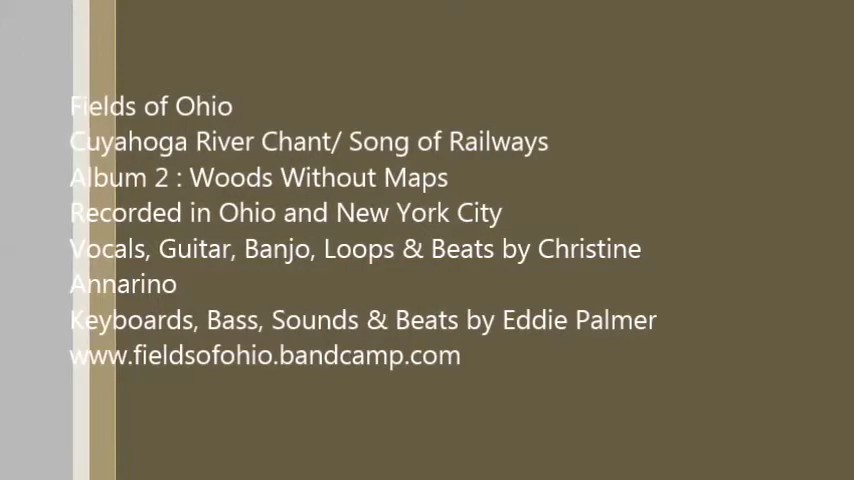 Fields of Ohio
Cuyahoga River Chant/ Song of Railways
Album 2 : Woods Without Maps
Recorded in Ohio and New York City
Vocals, Guitar, Banjo, Loops & Beats by Christine
Annarino
Keyboards, Bass, Sounds & Beats by Eddie Palmer
www.fieldsofohio.bandcamp.com